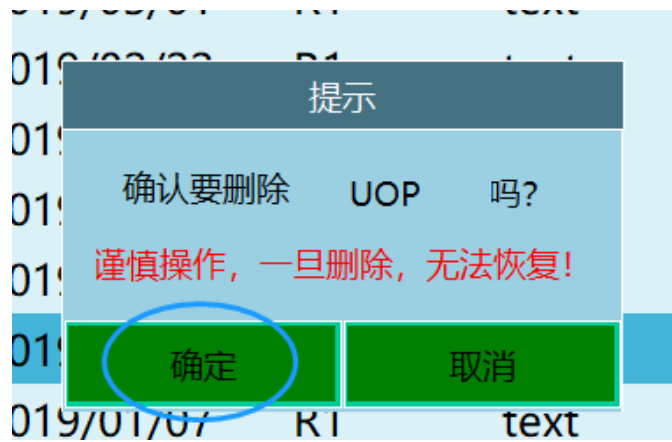 提示
确认要删除 UOP 吗?
谨慎操作，一旦删除，无法恢复!
确定 取消
019/01/07 R1 text